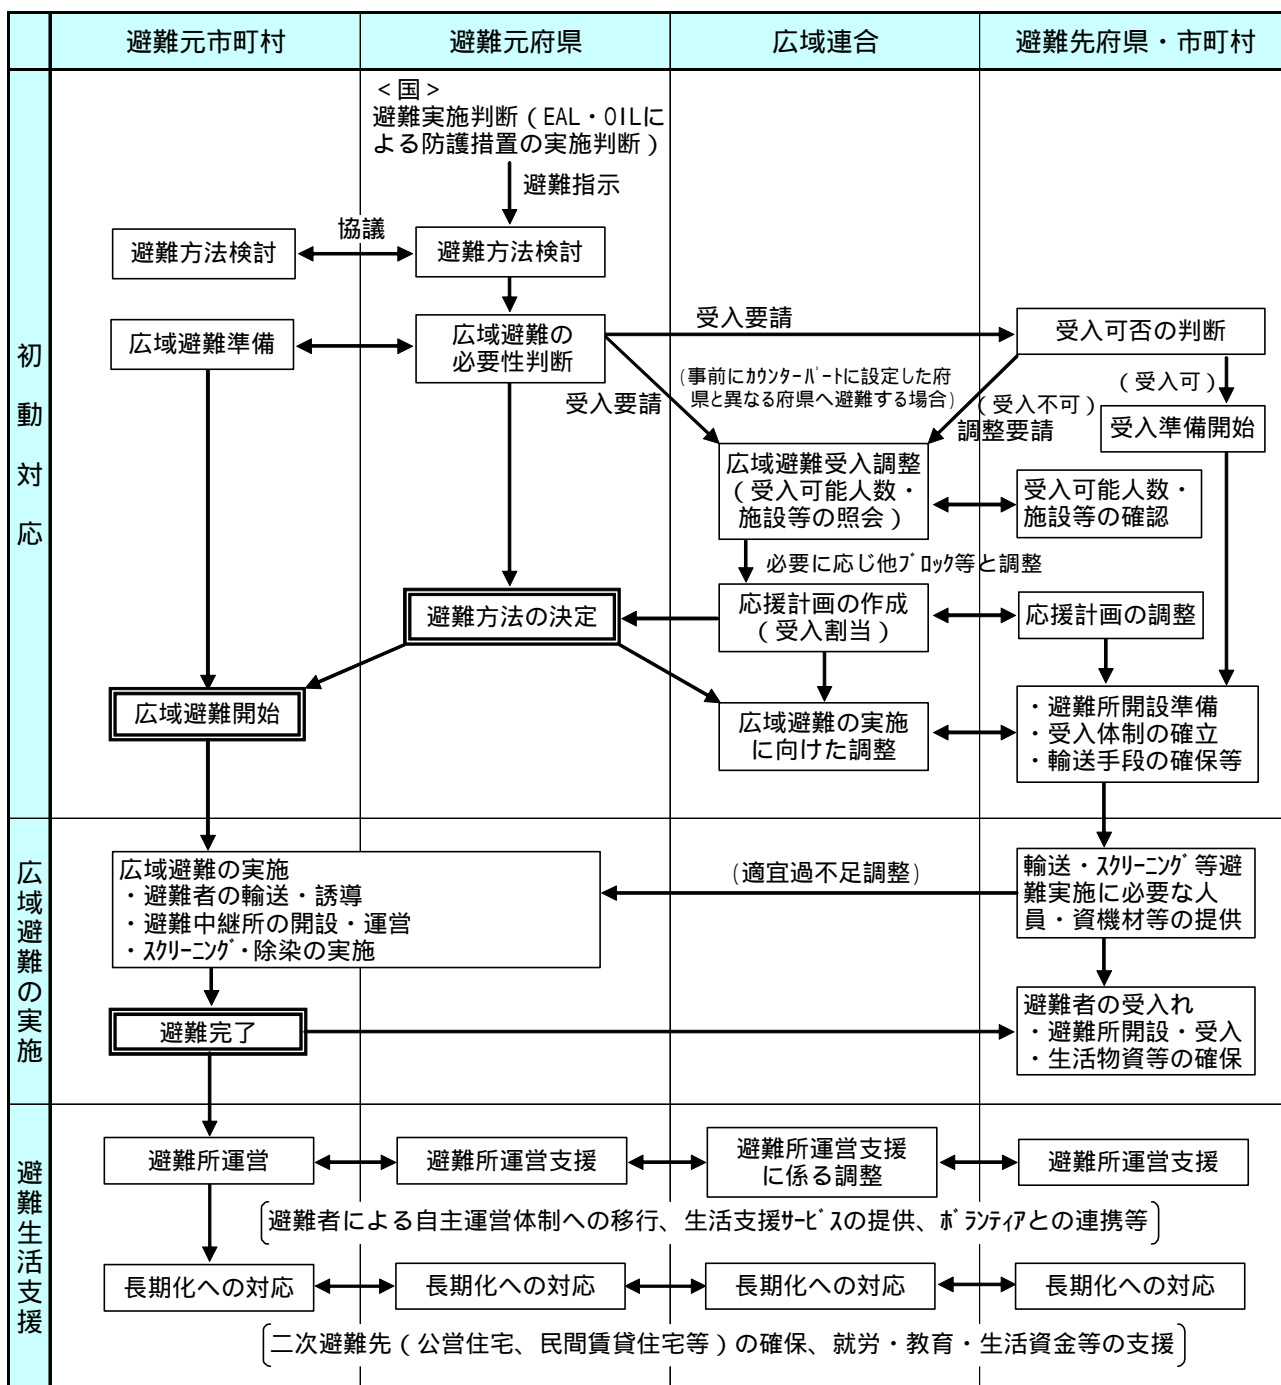 避難元市町村
避難元府県
広域連合
避難先府県・市町村
初動対応
<国>
避難実施判断(EAL・OILに
よる防護措置の実施判断)
避難指示
避難方法検討
協議
避難方法検討
広域避難準備
広域避難の
必要性判断
受入要請
受入可否の判断
受入要請
(事前にｶｳﾝﾀｰﾊﾟｰﾄに設定した府
県と異なる府県へ避難する場合)
(受入不可)
調整要請
(受入可)
受入準備開始
広域避難受入調整
(受入可能人数・
施設等の照会)
受入可能人数・
施設等の確認
必要に応じ他ﾌﾞﾛｯｸ等と調整
避難方法の決定
応援計画の作成
(受入割当)
応援計画の調整
広域避難開始
広域避難の実施
に向けた調整
・避難所開設準備
・受入体制の確立
・輸送手段の確保等
広域避難の実施
広域避難の実施
・避難者の輸送・誘導
・避難中継所の開設・運営
・ｽｸﾘｰﾆﾝｸﾞ・除染の実施
(適宜過不足調整)
輸送・ｽｸﾘｰﾆﾝｸﾞ等避
難実施に必要な人
員・資機材等の提供
避難完了
避難者の受入れ
・避難所開設・受入
・生活物資等の確保
避難生活支援
避難所運営
避難所運営支援
避難所運営支援
に係る調整
避難所運営支援
避難者による自主運営体制への移行、生活支援ｻｰﾋﾞｽの提供、ﾎﾞﾗﾝﾃｨｱとの連携等
長期化への対応
長期化への対応
長期化への対応
長期化への対応
二次避難先(公営住宅、民間賃貸住宅等)の確保、就労・教育・生活資金等の支援